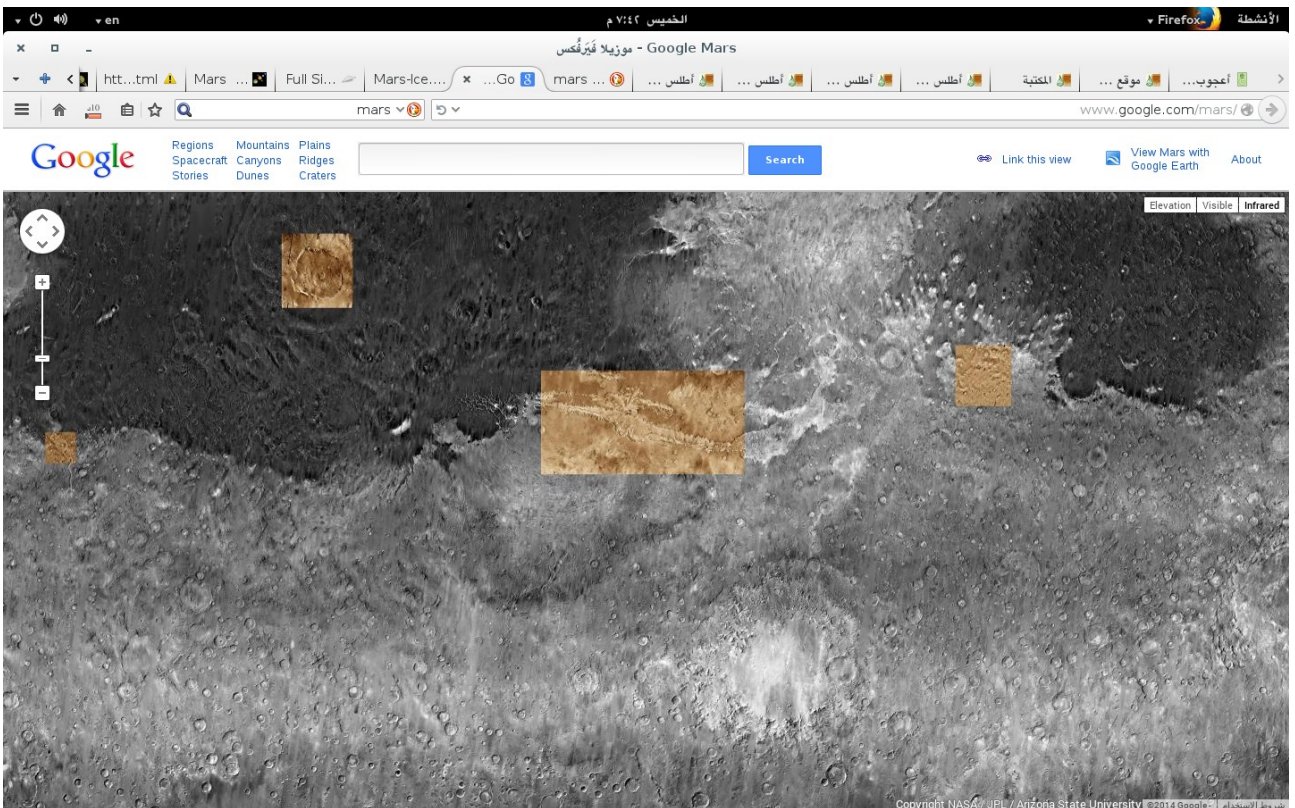 الأنشطة Firefox الخميس ٧:٤٢ م en
Google Mars - موزيلا فَيَرفُكس
أعجوب... موقع ... المكتبة أطلس ... أطلس ... أطلس ... أطلس ... mars ... Go... Mars-Ice.... Full Si... Mars ... htt...tml
www.google.com/mars/ mars
Google
Regions Mountains Plains
Spacecraft Canyons Ridges
Stories Dunes Craters
Search
Link this view
View Mars with
Google Earth
About
Elevation Visible Infrared
Copyright NASA / JPL / Arizona State University ©2014 Google - شروط الاستخدام